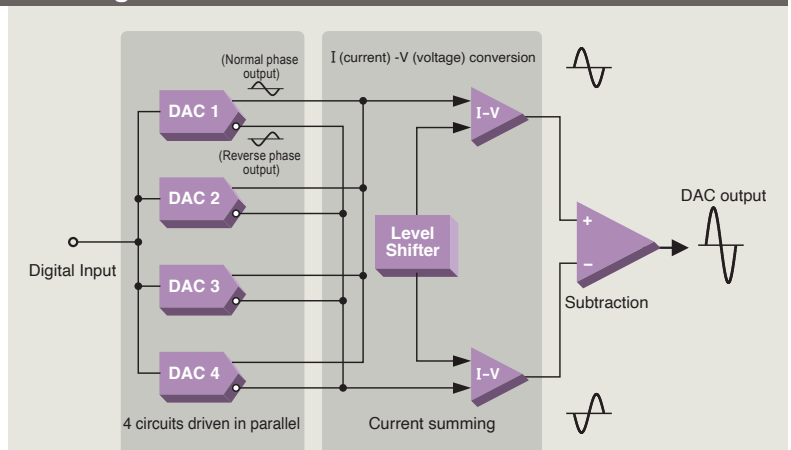 I (current) -V (voltage) conversion
(Normal phase
output)
DAC 1
(Reverse phase
output)
I-V
DAC 2
DAC output
+
Level
Shifter
Digital Input
−
DAC 3
Subtraction
DAC 4
I-V
4 circuits driven in parallel
Current summing